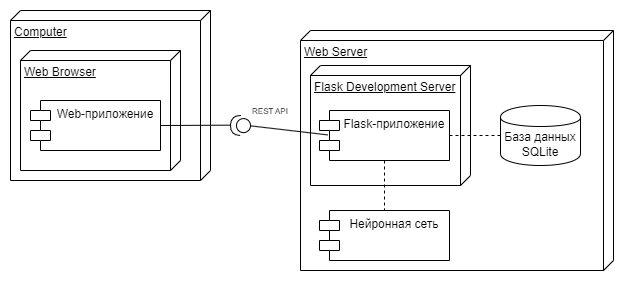 Computer
Web Browser
Web-приложение
REST API
Web Server
Flask Development Server
Flask-приложение
База данных
SQLite
Нейронная сеть